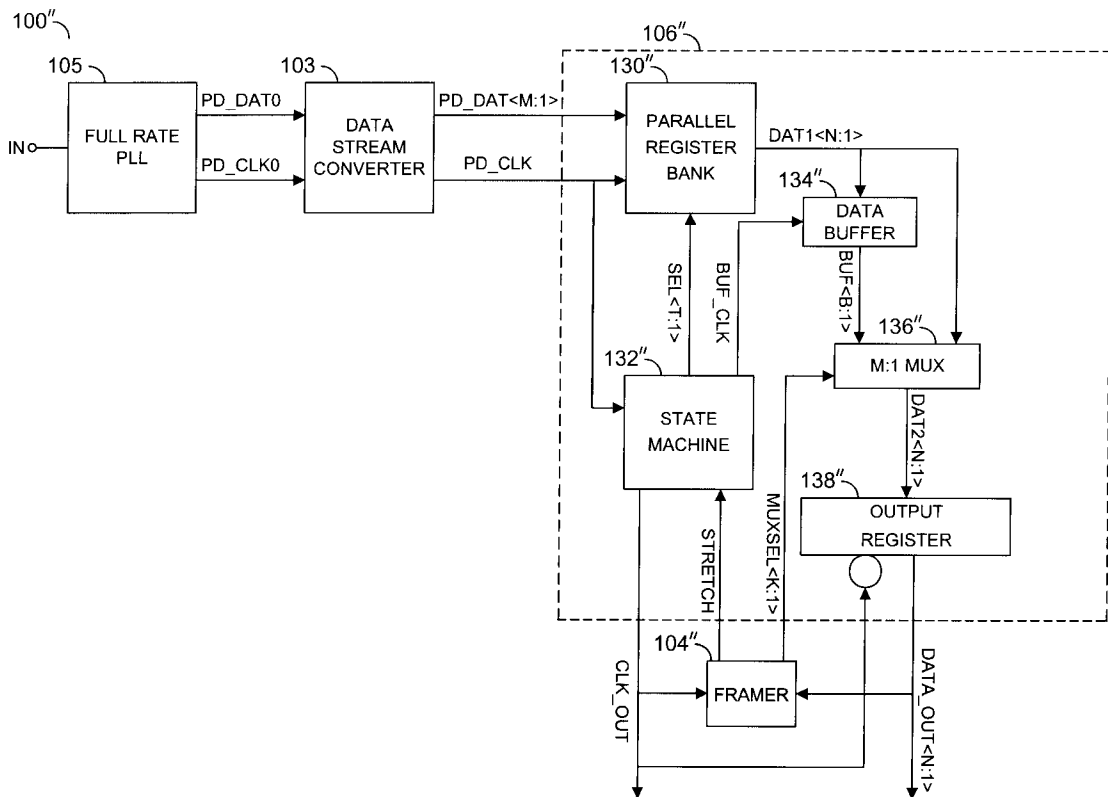 100″
105
FULL RATE
PLL
IN
PD_DAT0
PD_CLK0
103
DATA
STREAM
CONVERTER
PD_DAT<M:1>
PD_CLK
106″
130″
PARALLEL
REGISTER
BANK
DAT1<N:1>
134″
DATA
BUFFER
SEL<T:1>
BUF_CLK
BUF<B:1>
136″
M:1 MUX
132″
STATE
MACHINE
DAT2<N:1>
138″
OUTPUT
REGISTER
STRETCH
MUXSEL<K:1>
104″
FRAMER
CLK_OUT
DATA_OUT<N:1>